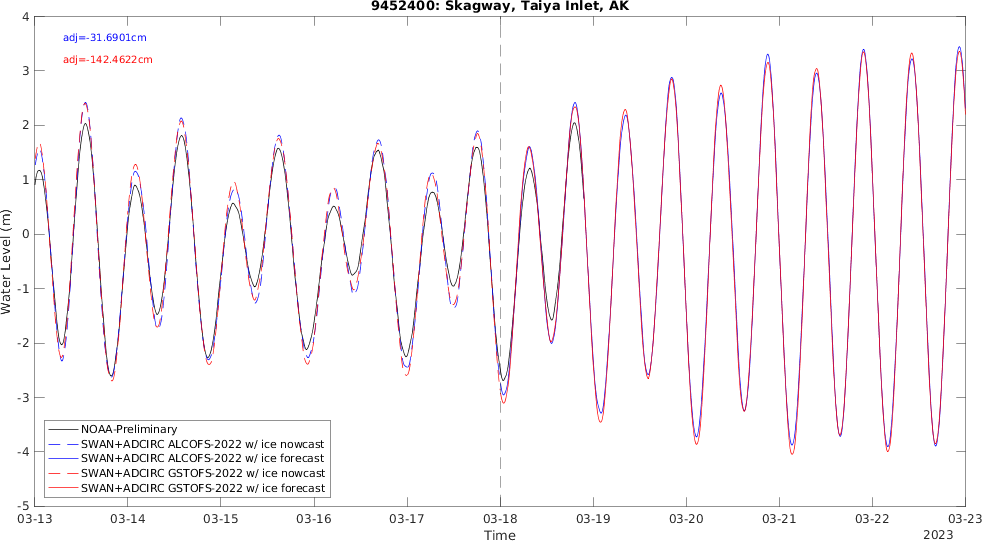 9452400: Skagway, Taiya Inlet, AK
adj=-31.6901cm
adj=-142.4622cm
Water Level (m)
4
3
2
1
0
-1
-2
-3
-4
-5
NOAA-Preliminary
SWAN+ADCIRC ALCOFS-2022 w/ ice nowcast
SWAN+ADCIRC ALCOFS-2022 w/ ice forecast
SWAN+ADCIRC GSTOFS-2022 w/ ice nowcast
SWAN+ADCIRC GSTOFS-2022 w/ ice forecast
03-13 03-14 03-15 03-16 03-17 03-18 03-19 03-20 03-21 03-22 03-23
Time
2023